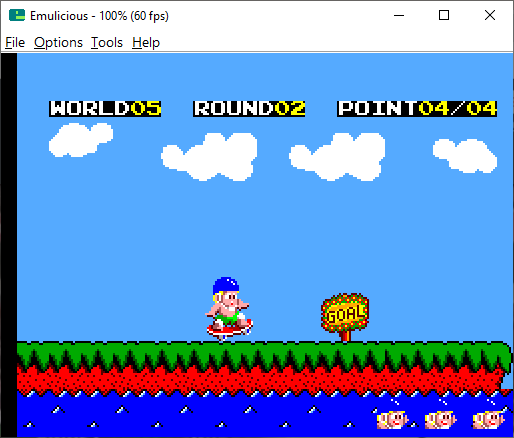 Emulicious - 100% (60 fps)
File Options Tools Help
WORLD05 ROUND02 POINT04/04
GOAL